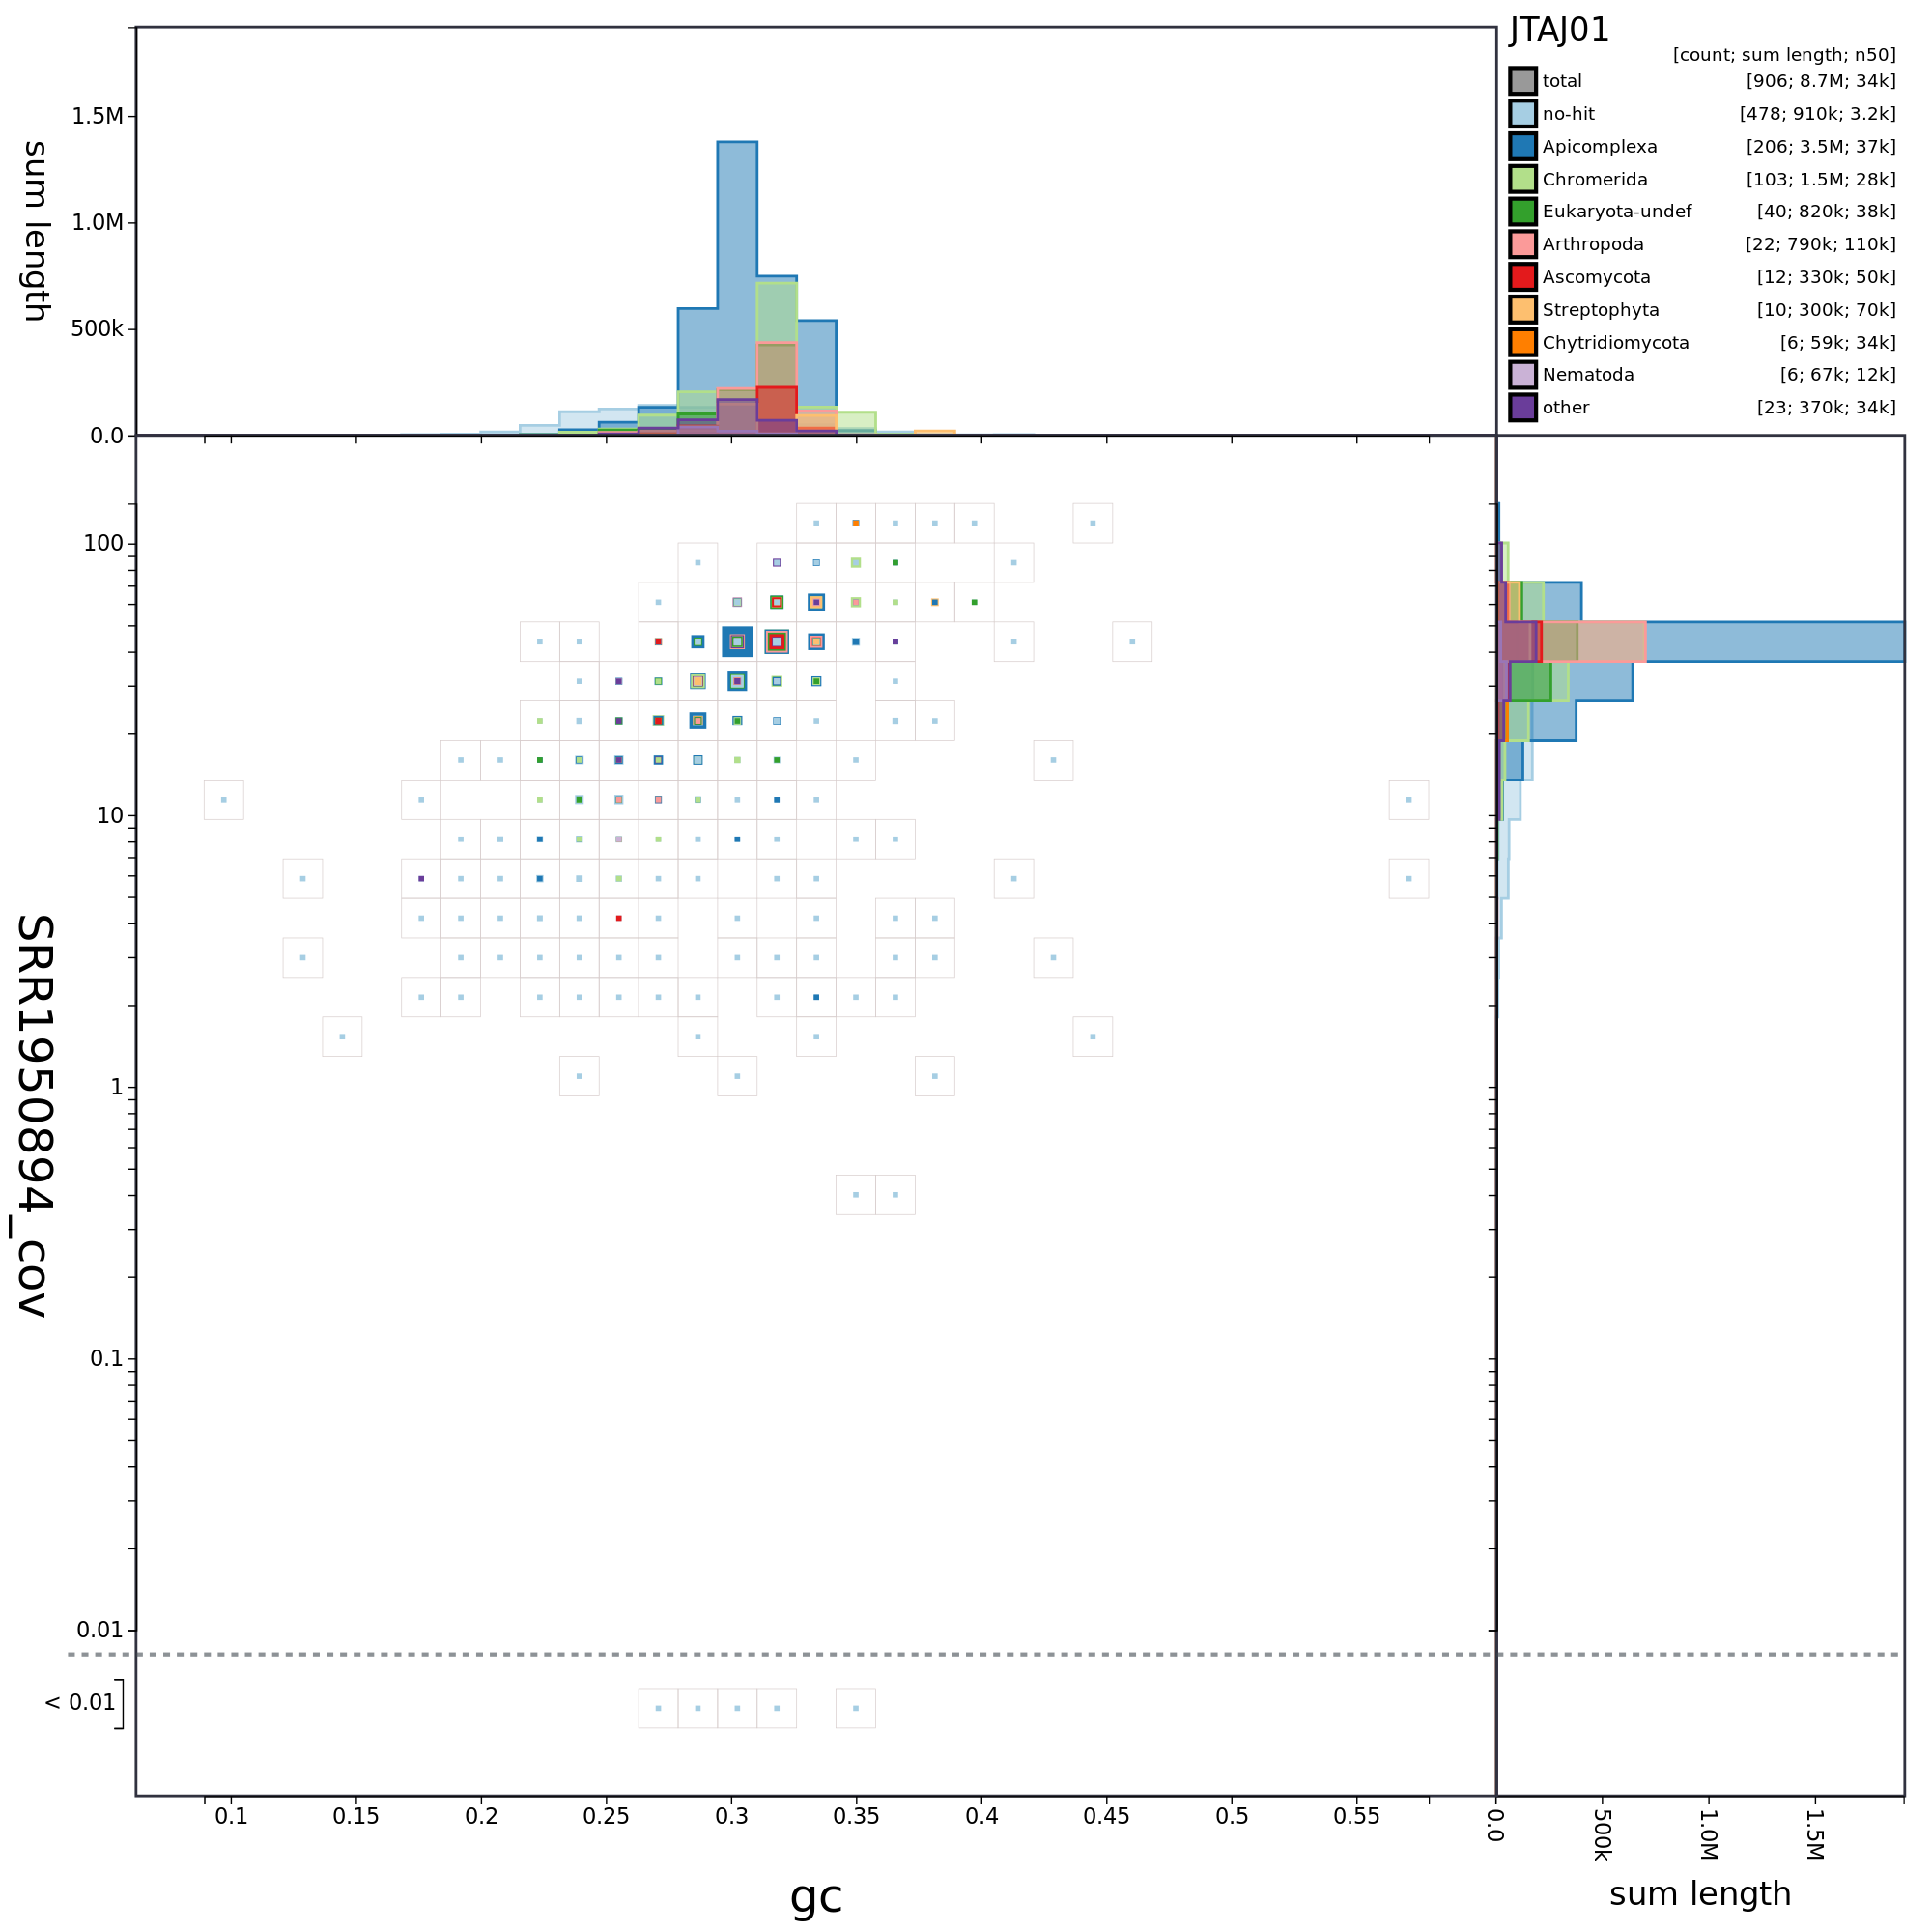 JTAJ01
[count; sum length; n50]
total [906; 8.7M; 34k]
no-hit [478; 910k; 3.2k]
Apicomplexa [206; 3.5M; 37k]
Chromerida [103; 1.5M; 28k]
Eukaryota-undef [40; 820k; 38k]
Arthropoda [22; 790k; 110k]
Ascomycota [12; 330k; 50k]
Streptophyta [10; 300k; 70k]
Chytridiomycota [6; 59k; 34k]
Nematoda [6; 67k; 12k]
other [23; 370k; 34k]
sum length
1.5M
1.0M
500k
0.0
SRR1950894_cov
100
10
1
0.1
0.01
< 0.01
0.1 0.15 0.2 0.25 0.3 0.35 0.4 0.45 0.5 0.55
gc
0.0 500k 1.0M 1.5M
sum length